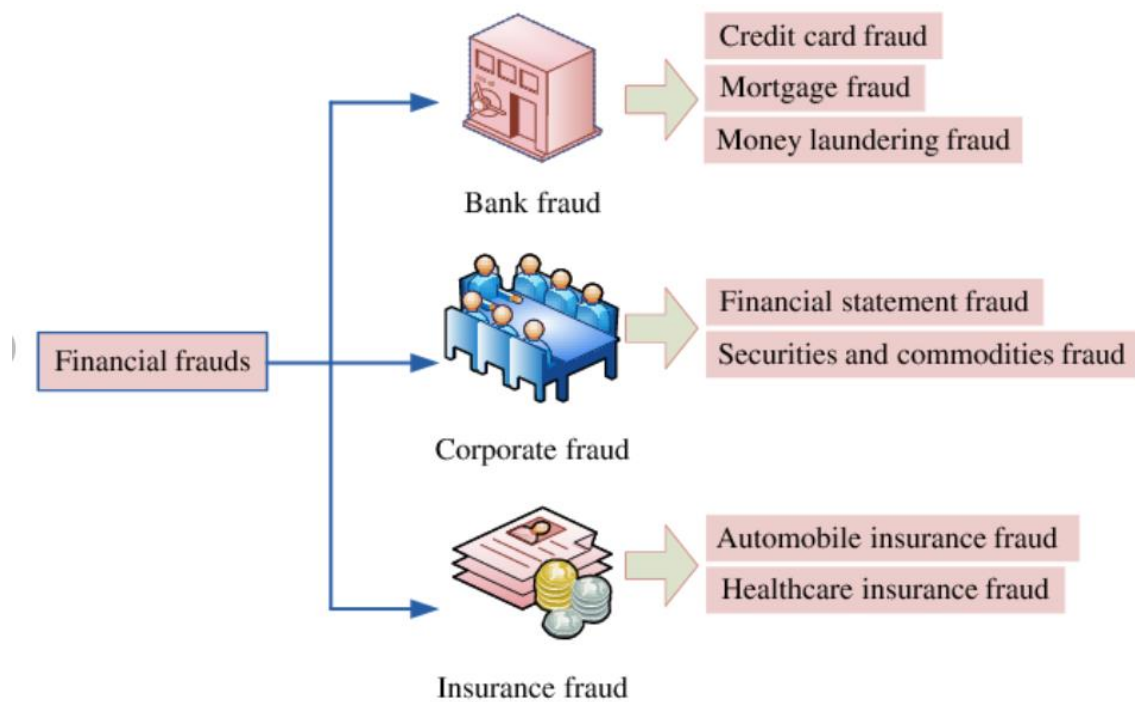 Credit card fraud
Mortgage fraud
Money laundering fraud
Bank fraud
Financial statement fraud
Securities and commodities fraud
Financial frauds
Corporate fraud
Automobile insurance fraud
Healthcare insurance fraud
Insurance fraud